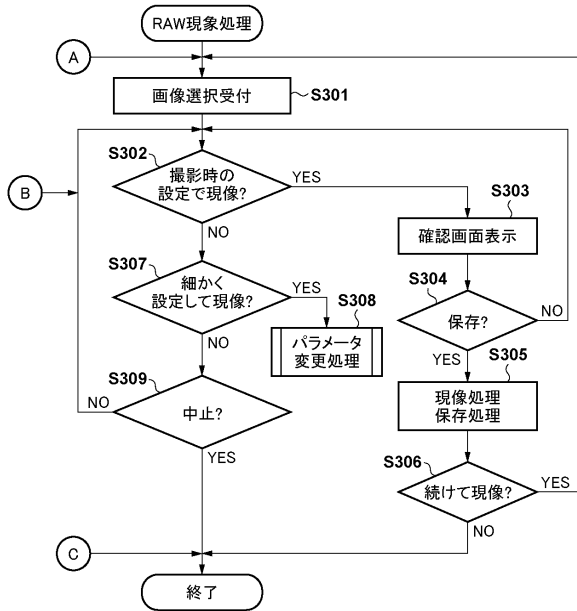 RAW現象処理
A
画像選択受付
S301
S302
撮影時の
設定で現像?
YES
NO
B
S303
確認画面表示
S307
細かく
設定して現像?
YES
NO
S304
保存?
NO
YES
S308
パラメータ
変更処理
S305
現像処理
保存処理
S309
中止?
NO
YES
S306
続けて現像?
YES
NO
C
終了